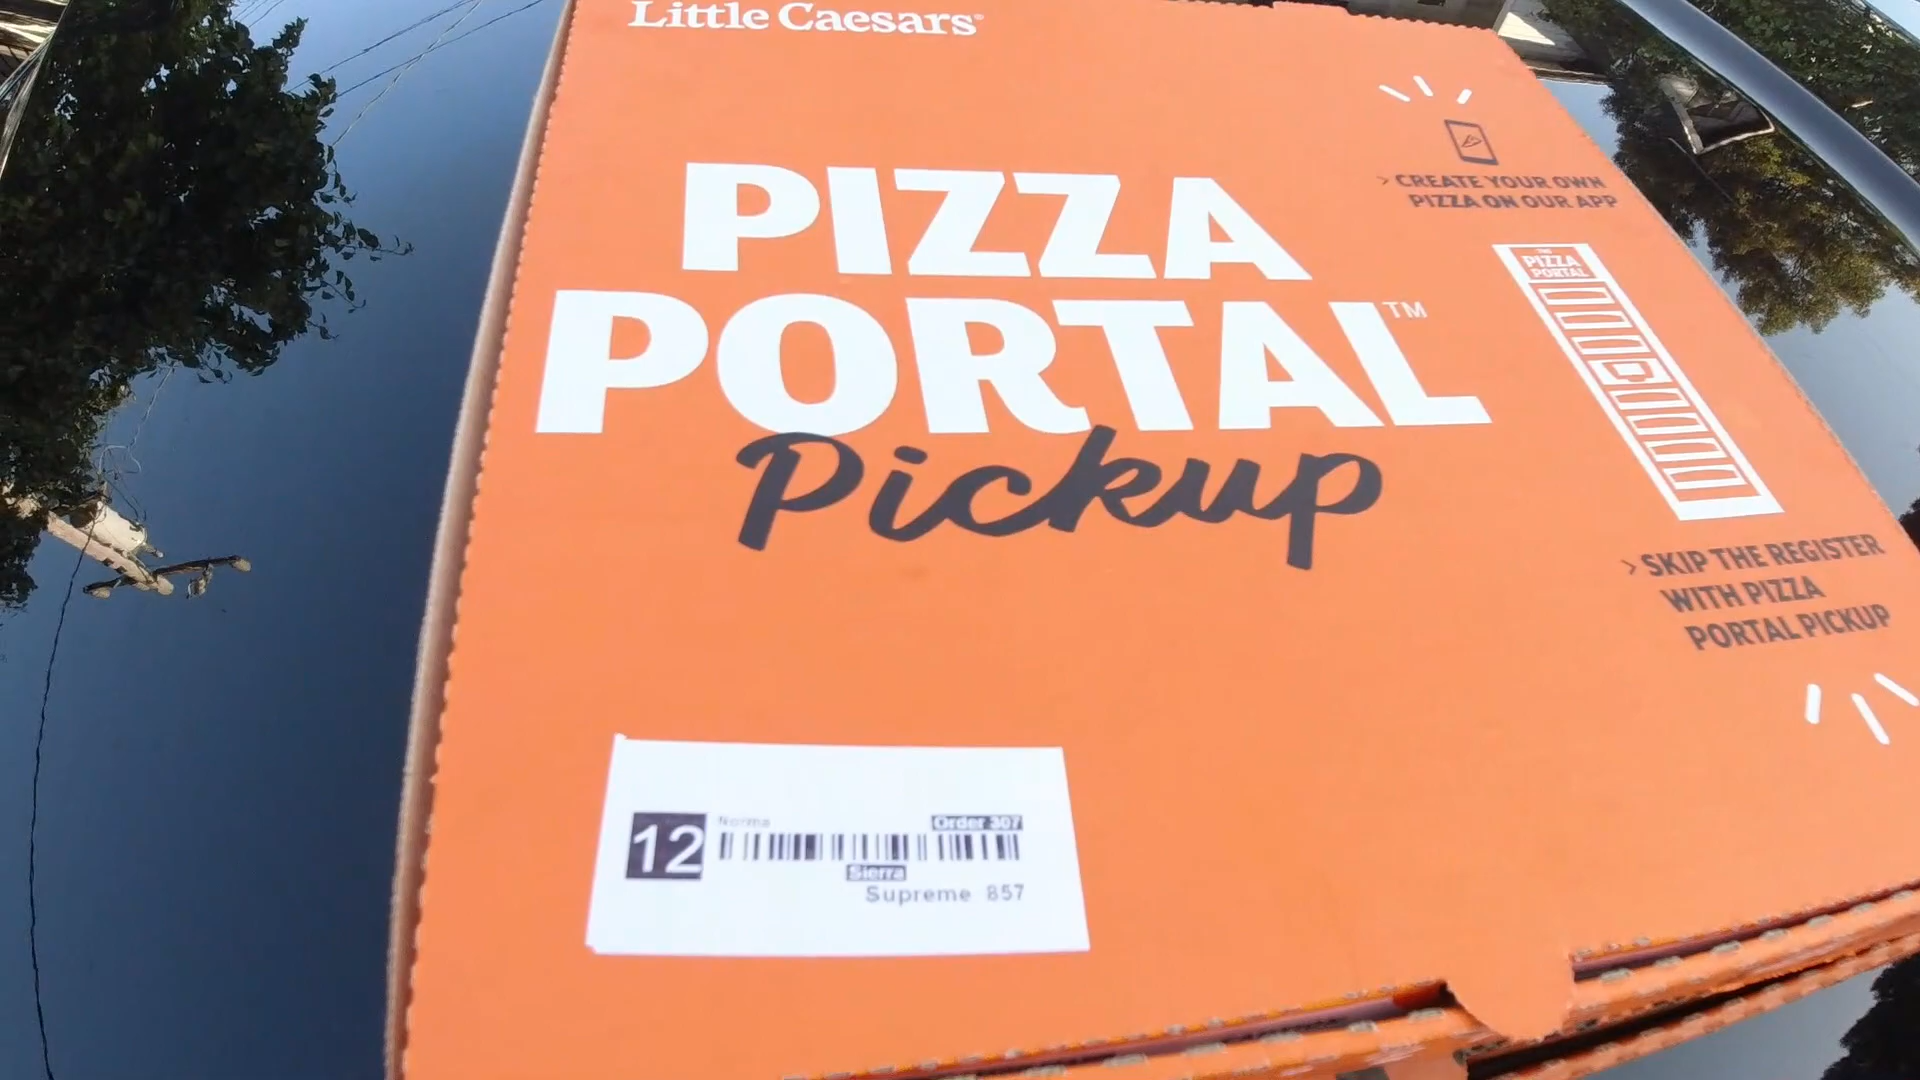 Little Caesars®
PIZZA
PORTAL™
Pickup
> CREATE YOUR OWN
PIZZA ON OUR APP
THE
PIZZA
PORTAL
> SKIP THE REGISTER
WITH PIZZA
PORTAL PICKUP
12
Norma
Order 307
Sierra
Supreme 857